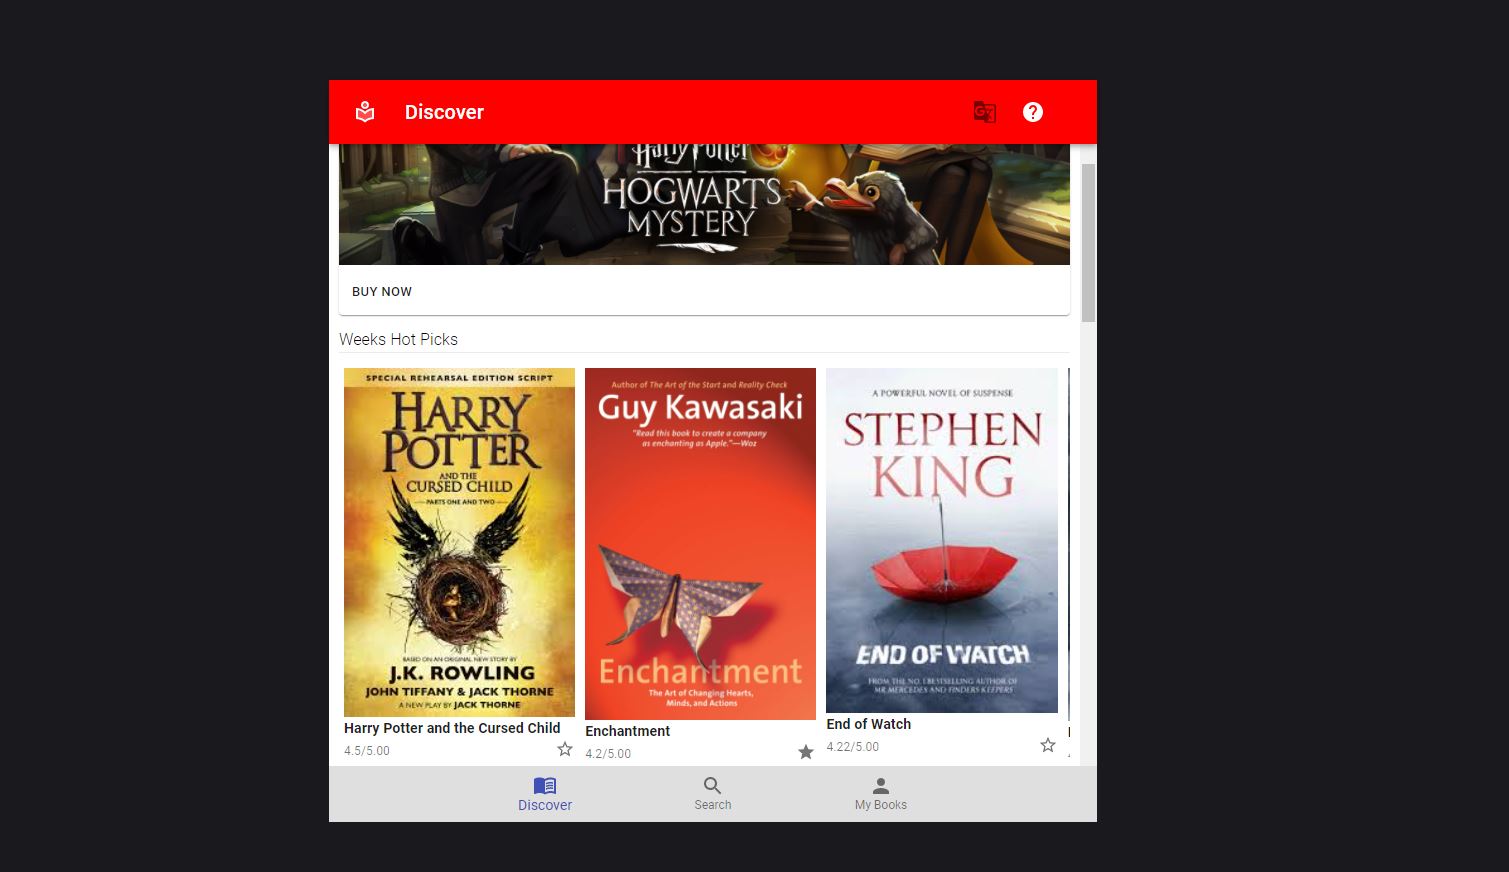 Discover
Harry Potter
HOGWARTS
MYSTERY
BUY NOW
Weeks Hot Picks
SPECIAL REHEARSAL EDITION SCRIPT
HARRY
POTTER
AND THE
CURSED CHILD
PARTS ONE AND TWO
BASED ON AN ORIGINAL NEW STORY BY
J.K. ROWLING
JOHN TIFFANY & JACK THORNE
A NEW PLAY BY JACK THORNE
Harry Potter and the Cursed Child
4.5/5.00
Author of The Art of the Start and Reality Check
Guy Kawasaki
"Read this book to create a company
as enchanting as Apple."—Woz
Enchantment
The Art of Changing Hearts,
Minds, and Actions
Enchantment
4.2/5.00
A POWERFUL NOVEL OF SUSPENSE
STEPHEN
KING
END OF WATCH
FROM THE NO. 1 BESTSELLING AUTHOR OF
MR MERCEDES AND FINDERS KEEPERS
End of Watch
4.22/5.00
Discover
Search
My Books